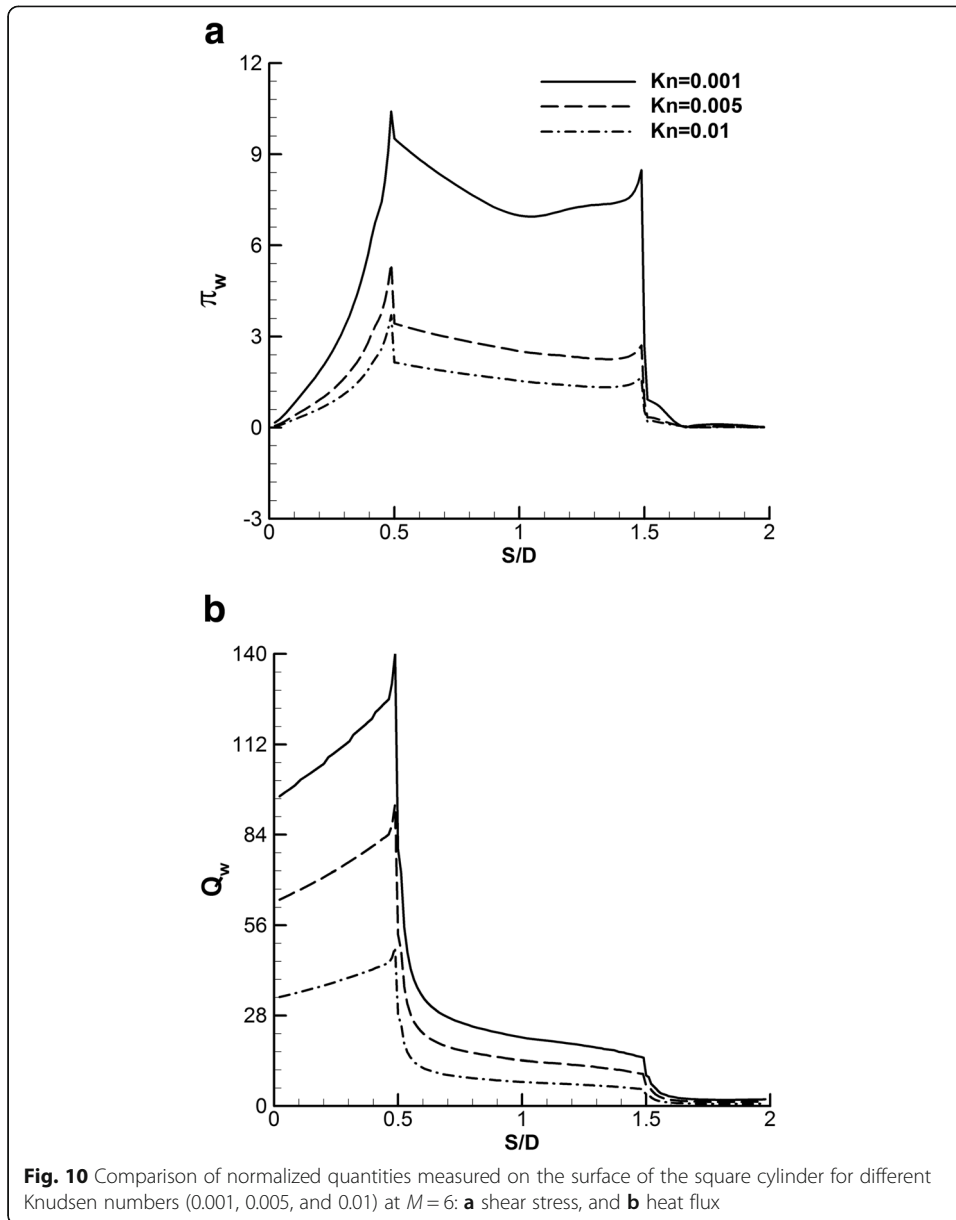 a
12
9
6
3
0
-3
π_w
Kn=0.001
Kn=0.005
Kn=0.01
0 0.5 1 1.5 2
S/D
b
140
112
84
56
28
0
Q_w
0 0.5 1 1.5 2
S/D
Fig. 10 Comparison of normalized quantities measured on the surface of the square cylinder for different
Knudsen numbers (0.001, 0.005, and 0.01) at M = 6: a shear stress, and b heat flux